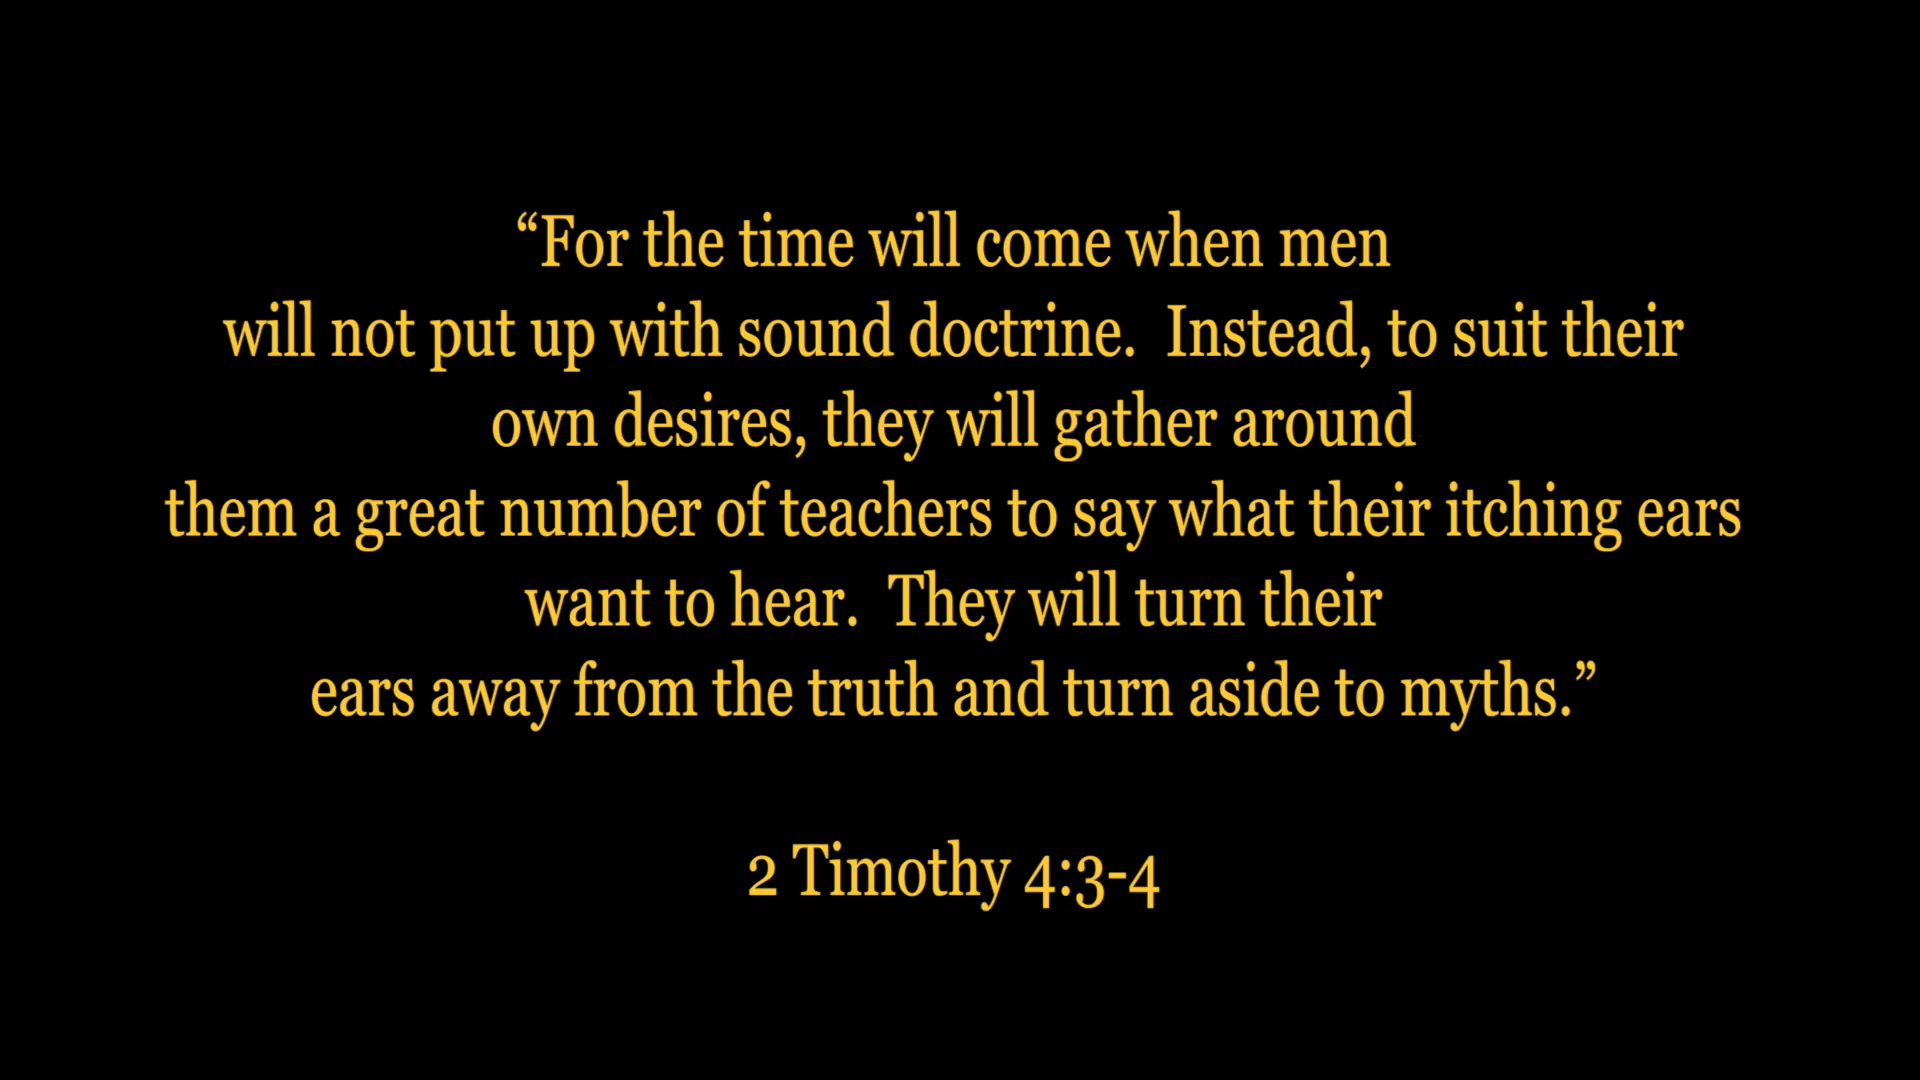 “For the time will come when men
will not put up with sound doctrine.  Instead, to suit their
own desires, they will gather around
them a great number of teachers to say what their itching ears
want to hear.  They will turn their
ears away from the truth and turn aside to myths.”
2 Timothy 4:3-4